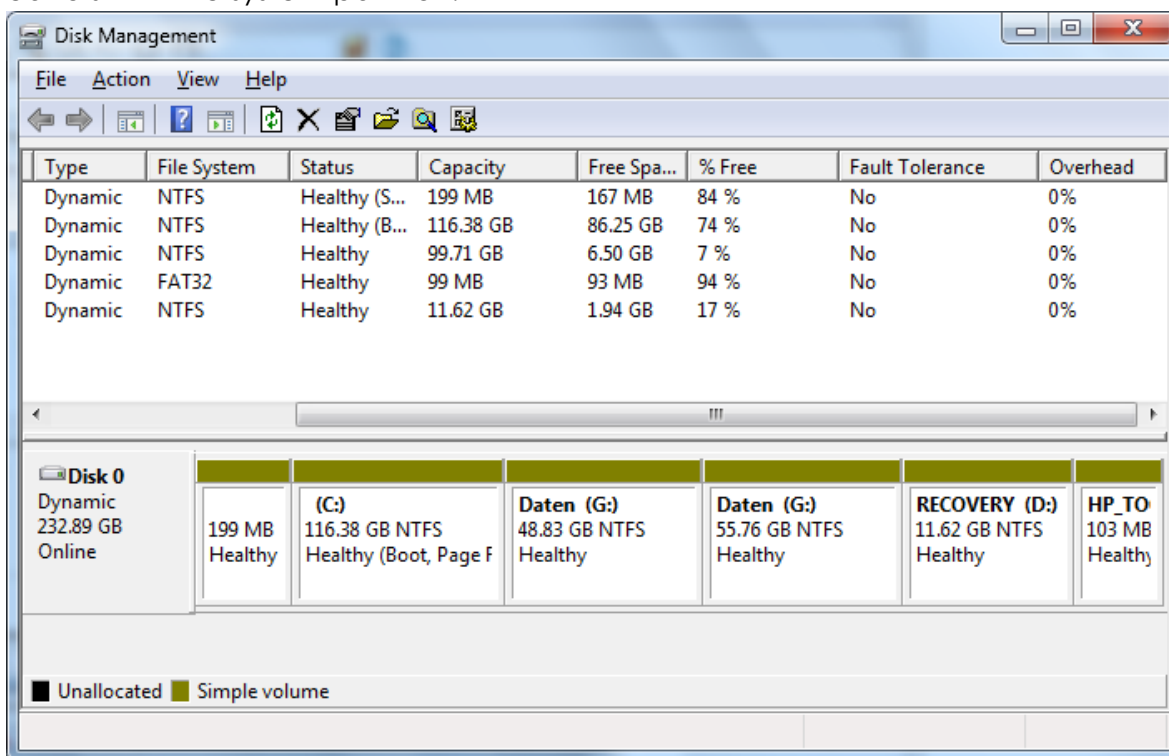 Disk Management
File Action View Help
Type File System Status Capacity Free Spa... % Free Fault Tolerance Overhead
Dynamic NTFS Healthy (S... 199 MB 167 MB 84 % No 0%
Dynamic NTFS Healthy (B... 116.38 GB 86.25 GB 74 % No 0%
Dynamic NTFS Healthy 99.71 GB 6.50 GB 7 % No 0%
Dynamic FAT32 Healthy 99 MB 93 MB 94 % No 0%
Dynamic NTFS Healthy 11.62 GB 1.94 GB 17 % No 0%
Disk 0
Dynamic
232.89 GB
Online
199 MB
Healthy
(C:)
116.38 GB NTFS
Healthy (Boot, Page F
Daten (G:)
48.83 GB NTFS
Healthy
Daten (G:)
55.76 GB NTFS
Healthy
RECOVERY (D:)
11.62 GB NTFS
Healthy
HP_TO
103 MB
Healthy
Unallocated Simple volume